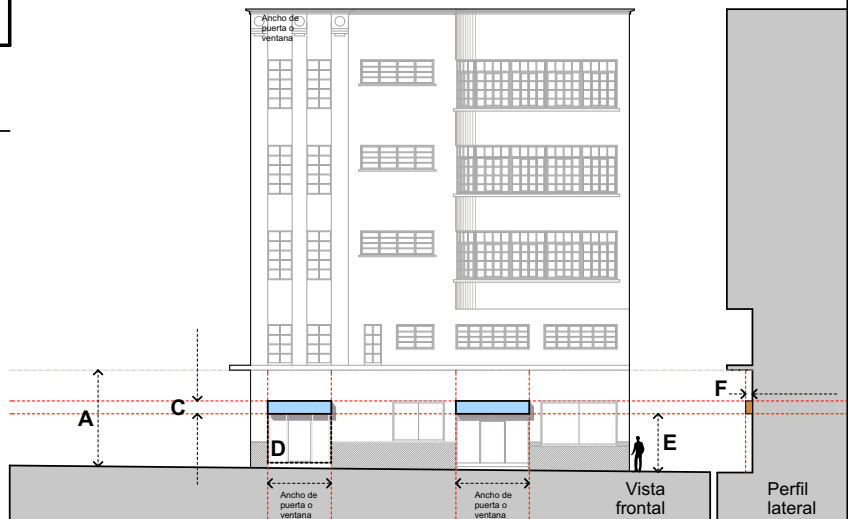 Ancho de
puerta o
ventana
F
C
A
D
E
Ancho de
puerta o
ventana
Ancho de
puerta o
ventana
Vista
frontal
Perfil
lateral